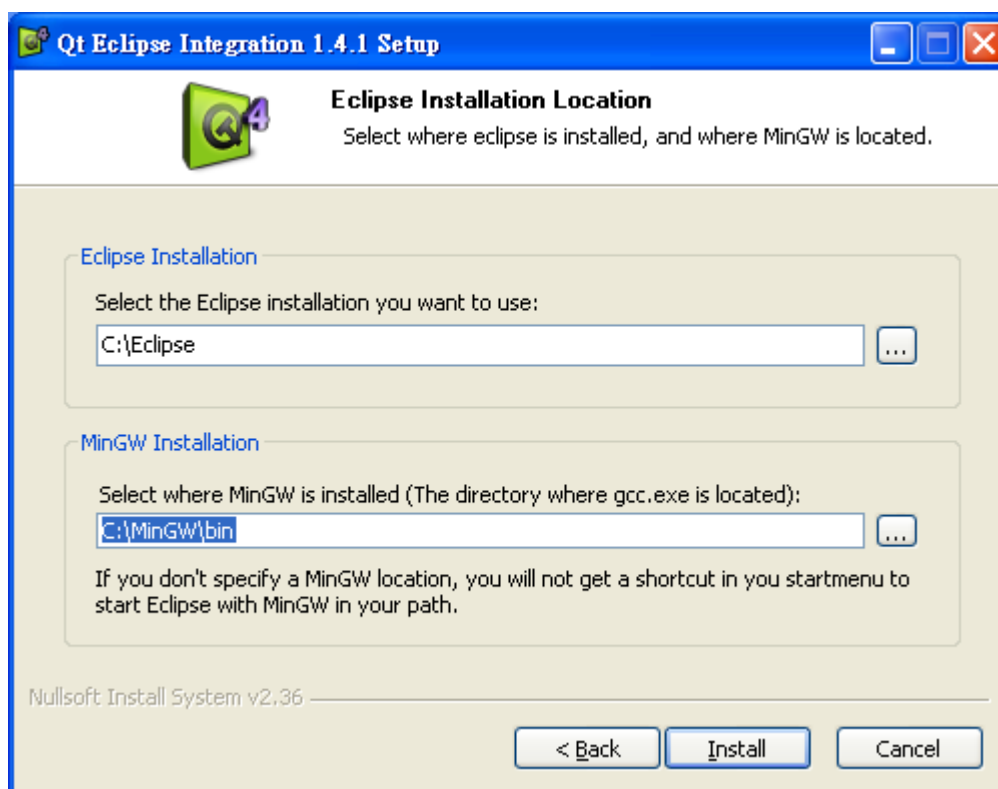 Qt Eclipse Integration 1.4.1 Setup
Eclipse Installation Location
Select where eclipse is installed, and where MinGW is located.
Eclipse Installation
Select the Eclipse installation you want to use:
C:\Eclipse
...
MinGW Installation
Select where MinGW is installed (The directory where gcc.exe is located):
C:\MinGW\bin
...
If you don't specify a MinGW location, you will not get a shortcut in you startmenu to
start Eclipse with MinGW in your path.
Nullsoft Install System v2.36
< Back
Install
Cancel